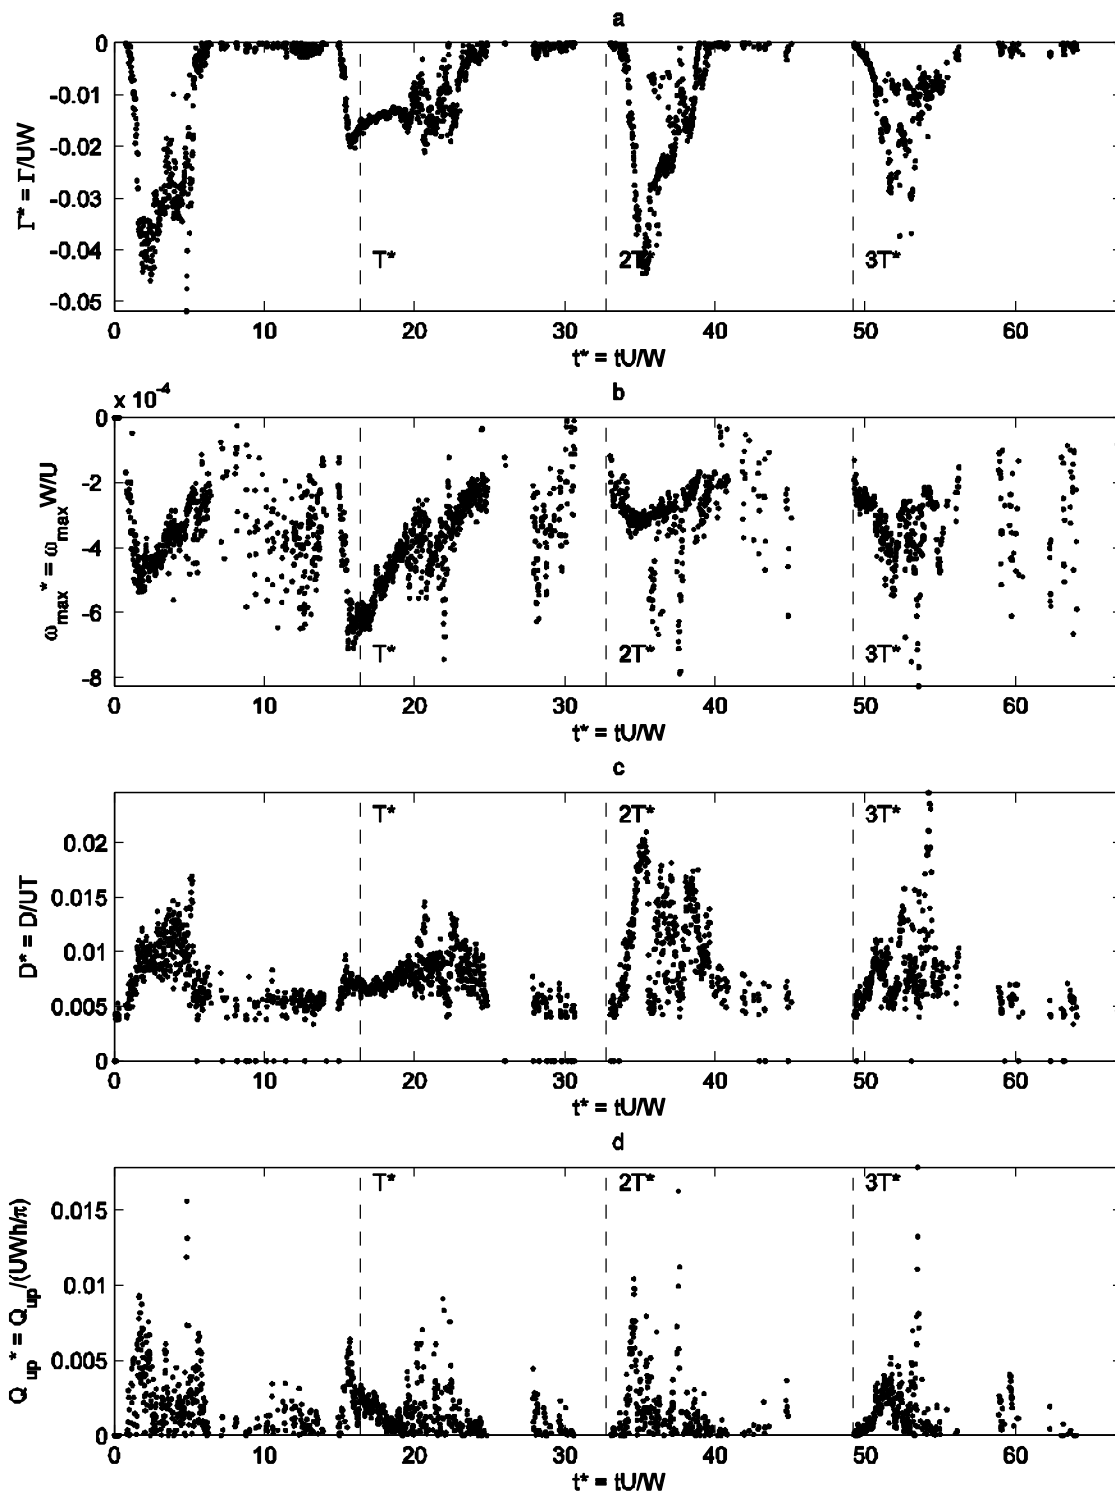 a
0
-0.01
-0.02
-0.03
-0.04
-0.05
Γ* = Γ/UW
T*
2T*
3T*
0 10 20 30 40 50 60
t* = tU/W
b
x 10⁻⁴
0
-2
-4
-6
-8
ω_max* = ω_max W/U
T*
2T*
3T*
0 10 20 30 40 50 60
t* = tU/W
c
0.02
0.015
0.01
0.005
0
D* = D/UT
T*
2T*
3T*
0 10 20 30 40 50 60
t* = tU/W
d
0.015
0.01
0.005
0
Q_up* = Q_up/(UWh/π)
T*
2T*
3T*
0 10 20 30 40 50 60
t* = tU/W